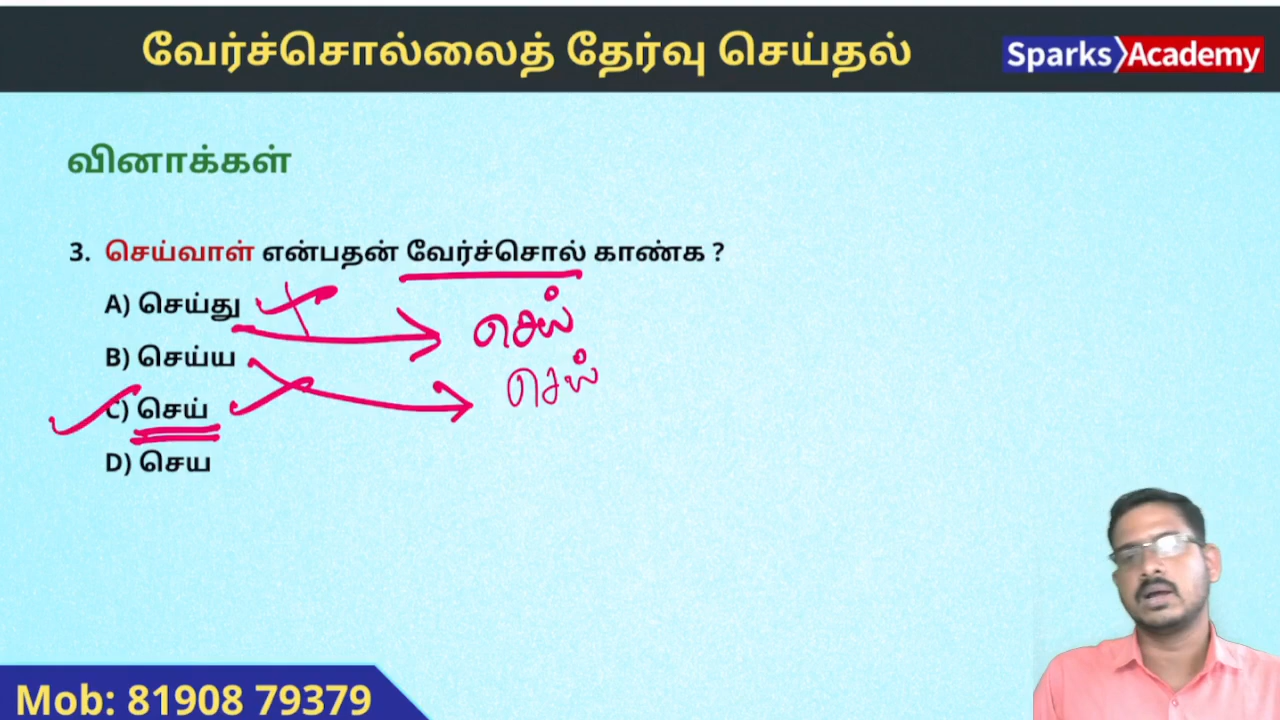 வேர்ச்சொல்லைத் தேர்வு செய்தல்
Sparks Academy
வினாக்கள்
3. செய்வாள் என்பதன் வேர்ச்சொல் காண்க ?
A) செய்து
செய்
B) செய்ய
செய்
C) செய்
D) செய
Mob: 81908 79379